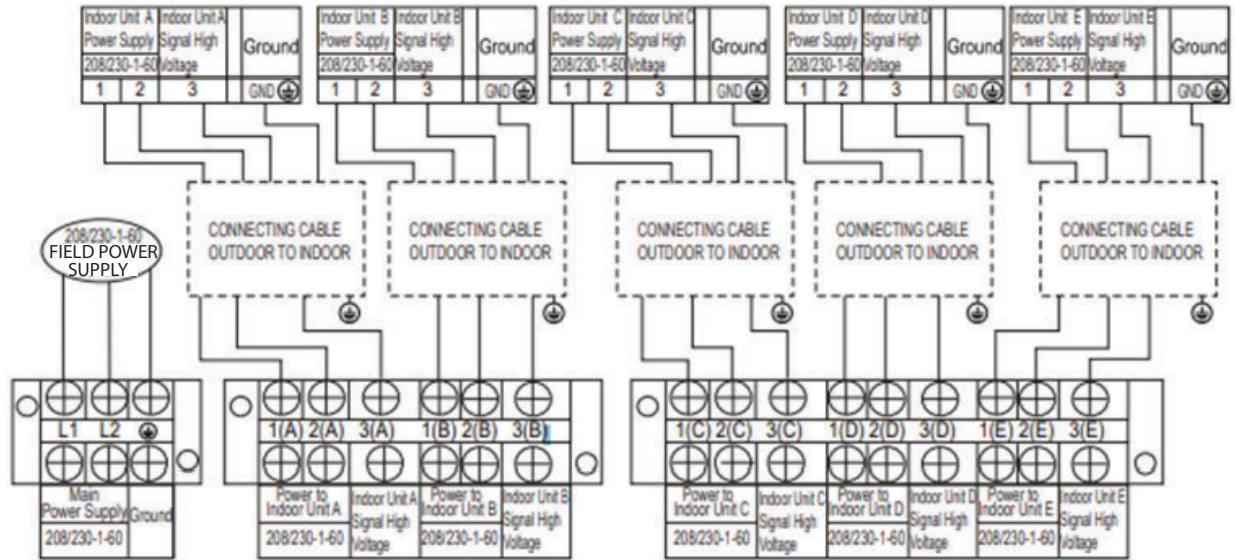 Indoor Unit A
Power Supply
208/230-1-60
1 2
Indoor Unit A
Signal High
Voltage
3
Ground
GND
Indoor Unit B
Power Supply
208/230-1-60
1 2
Indoor Unit B
Signal High
Voltage
3
Ground
GND
Indoor Unit C
Power Supply
208/230-1-60
1 2
Indoor Unit C
Signal High
Voltage
3
Ground
GND
Indoor Unit D
Power Supply
208/230-1-60
1 2
Indoor Unit D
Signal High
Voltage
3
Ground
GND
Indoor Unit E
Power Supply
208/230-1-60
1 2
Indoor Unit E
Signal High
Voltage
3
Ground
GND
208/230-1-60
FIELD POWER
SUPPLY
CONNECTING CABLE
OUTDOOR TO INDOOR
CONNECTING CABLE
OUTDOOR TO INDOOR
CONNECTING CABLE
OUTDOOR TO INDOOR
CONNECTING CABLE
OUTDOOR TO INDOOR
CONNECTING CABLE
OUTDOOR TO INDOOR
L1 L2
1(A) 2(A) 3(A) 1(B) 2(B) 3(B)
1(C) 2(C) 3(C) 1(D) 2(D) 3(D) 1(E) 2(E) 3(E)
Main
Power Supply
208/230-1-60
Ground
Power to
Indoor Unit A
208/230-1-60
Indoor Unit A
Signal High
Voltage
Power to
Indoor Unit B
208/230-1-60
Indoor Unit B
Signal High
Voltage
Power to
Indoor Unit C
208/230-1-60
Indoor Unit C
Signal High
Voltage
Power to
Indoor Unit D
208/230-1-60
Indoor Unit D
Signal High
Voltage
Power to
Indoor Unit E
208/230-1-60
Indoor Unit E
Signal High
Voltage